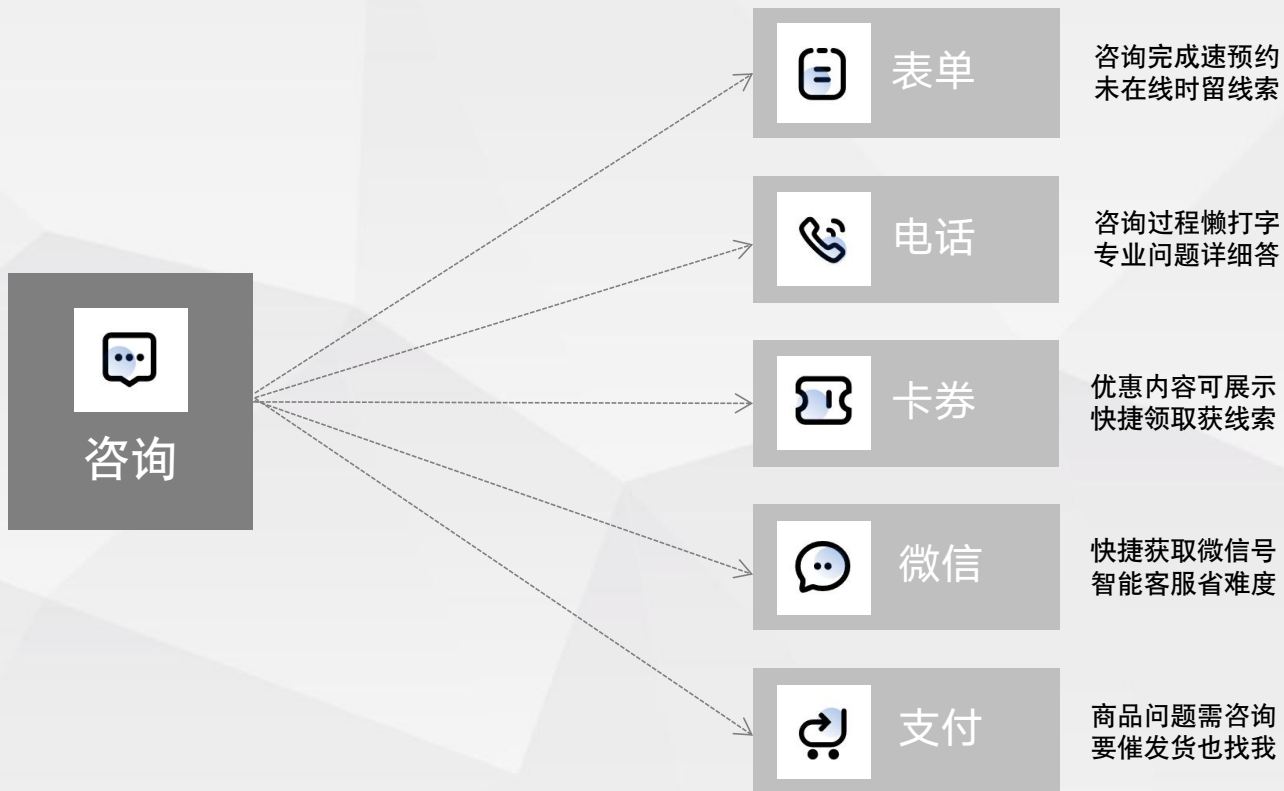 咨询
表单
咨询完成速预约
未在线时留线索
电话
咨询过程懒打字
专业问题详细答
卡券
优惠内容可展示
快捷领取获线索
微信
快捷获取微信号
智能客服省难度
支付
商品问题需咨询
要催发货也找我